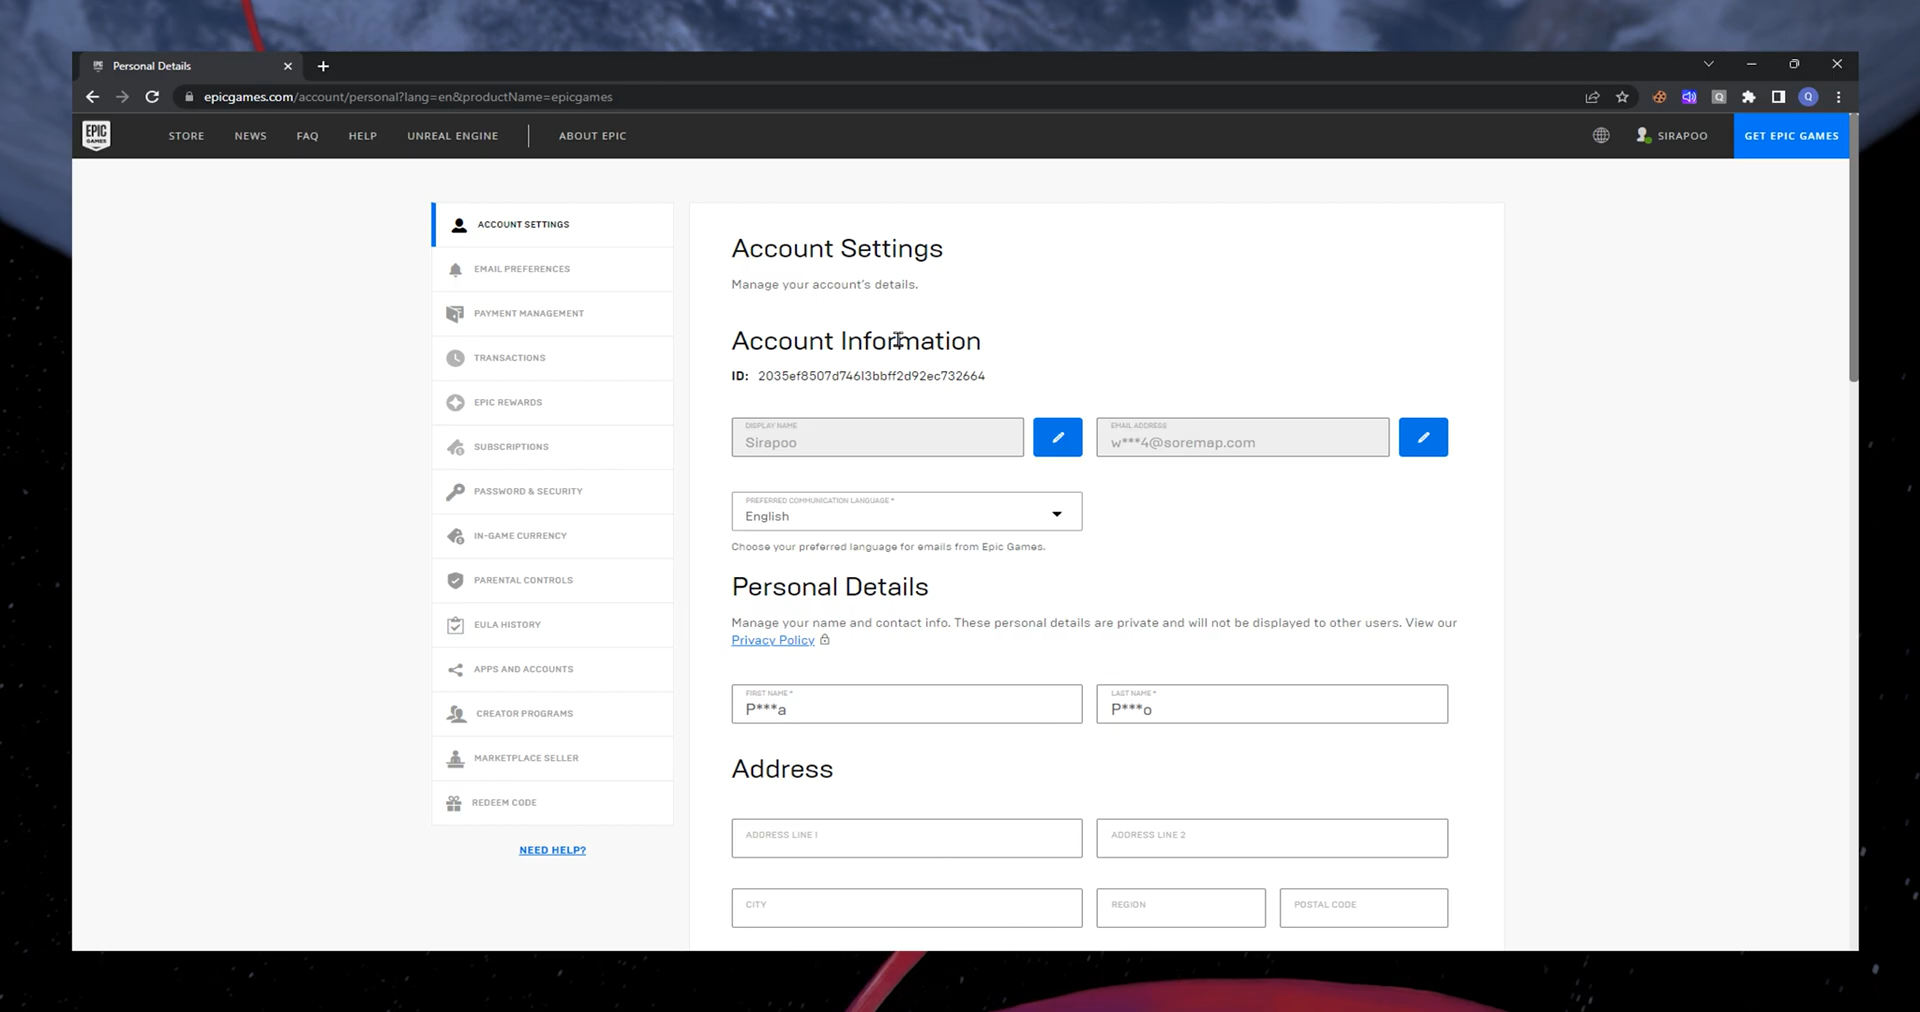 Personal Details
epicgames.com/account/personal?lang=en&productName=epicgames
EPIC GAMES
STORE
NEWS
FAQ
HELP
UNREAL ENGINE
ABOUT EPIC
SIRAPOO
GET EPIC GAMES
ACCOUNT SETTINGS
EMAIL PREFERENCES
PAYMENT MANAGEMENT
TRANSACTIONS
EPIC REWARDS
SUBSCRIPTIONS
PASSWORD & SECURITY
IN-GAME CURRENCY
PARENTAL CONTROLS
EULA HISTORY
APPS AND ACCOUNTS
CREATOR PROGRAMS
MARKETPLACE SELLER
REDEEM CODE
NEED HELP?
Account Settings
Manage your account's details.
Account Information
ID: 2035ef8507d74613bbff2d92ec732664
DISPLAY NAME
Sirapoo
EMAIL ADDRESS
w***4@soremap.com
PREFERRED COMMUNICATION LANGUAGE *
English
Choose your preferred language for emails from Epic Games.
Personal Details
Manage your name and contact info. These personal details are private and will not be displayed to other users. View our
Privacy Policy
FIRST NAME *
P***a
LAST NAME *
P***o
Address
ADDRESS LINE 1
ADDRESS LINE 2
CITY
REGION
POSTAL CODE